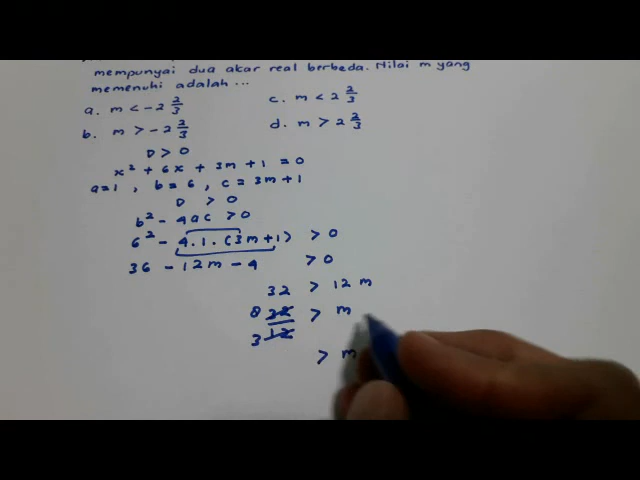 mempunyai dua akar real berbeda. Nilai m yang
memenuhi adalah ...
a. m < -2 2/3
c. m < 2 2/3
b. m > -2 2/3
d. m > 2 2/3
D > 0
x² + 6x + 3m + 1 = 0
a=1 , b = 6 , c = 3m + 1
D > 0
b² - 4ac > 0
6² - 4.1.(3m+1) > 0
36 - 12m - 4 > 0
32 > 12 m
8 32 > m
3 12
> m